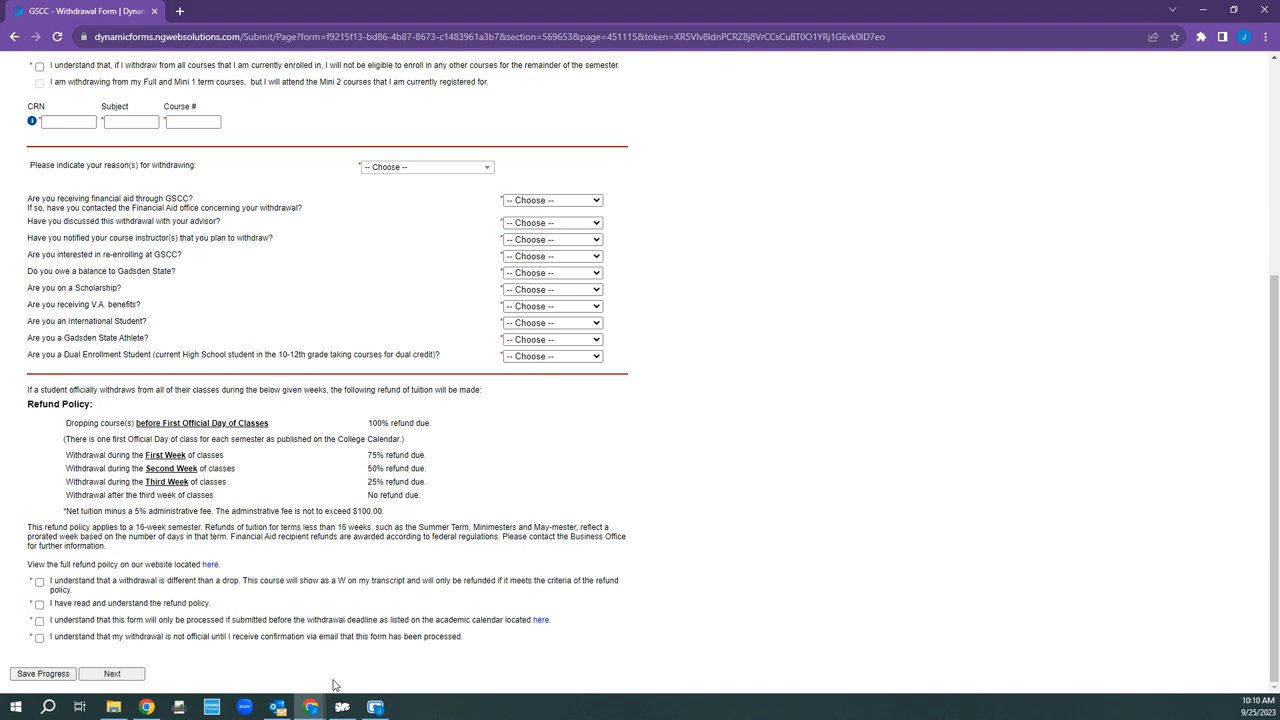 GSCC - Withdrawal Form | Dynam
dynamicforms.ngwebsolutions.com/Submit/Page?form=f9215f13-bd86-4b87-8673-c1483961a3b7&section=569653&page=451115&token=XR5Vlv8IdnPCRZ8j8VrCCsCuBT0O1YRj1G6vk0ID7eo
J
* I understand that, if I withdraw from all courses that I am currently enrolled in, I will not be eligible to enroll in any other courses for the remainder of the semester.
I am withdrawing from my Full and Mini 1 term courses, but I will attend the Mini 2 courses that I am currently registered for.
CRN Subject Course #
* * *
Please indicate your reason(s) for withdrawing: * -- Choose --
Are you receiving financial aid through GSCC? * -- Choose --
If so, have you contacted the Financial Aid office concerning your withdrawal?
Have you discussed this withdrawal with your advisor? * -- Choose --
Have you notified your course instructor(s) that you plan to withdraw? * -- Choose --
Are you interested in re-enrolling at GSCC? * -- Choose --
Do you owe a balance to Gadsden State? * -- Choose --
Are you on a Scholarship? * -- Choose --
Are you receiving V.A. benefits? * -- Choose --
Are you an International Student? * -- Choose --
Are you a Gadsden State Athlete? * -- Choose --
Are you a Dual Enrollment Student (current High School student in the 10-12th grade taking courses for dual credit)? * -- Choose --
If a student officially withdraws from all of their classes during the below given weeks, the following refund of tuition will be made:
Refund Policy:
Dropping course(s) before First Official Day of Classes 100% refund due.
(There is one first Official Day of class for each semester as published on the College Calendar.)
Withdrawal during the First Week of classes 75% refund due.
Withdrawal during the Second Week of classes 50% refund due.
Withdrawal during the Third Week of classes 25% refund due.
Withdrawal after the third week of classes No refund due.
*Net tuition minus a 5% administrative fee. The adminstrative fee is not to exceed $100.00.
This refund policy applies to a 16-week semester. Refunds of tuition for terms less than 16 weeks, such as the Summer Term, Minimesters and May-mester, reflect a
prorated week based on the number of days in that term. Financial Aid recipient refunds are awarded according to federal regulations. Please contact the Business Office
for further information.
View the full refund poilcy on our website located here.
* I understand that a withdrawal is different than a drop. This course will show as a W on my transcript and will only be refunded if it meets the criteria of the refund
policy.
* I have read and understand the refund policy.
* I understand that this form will only be processed if submitted before the withdrawal deadline as listed on the academic calendar located here.
* I understand that my withdrawal is not official until I receive confirmation via email that this form has been processed.
Save Progress Next
zoom
10:10 AM
9/25/2023